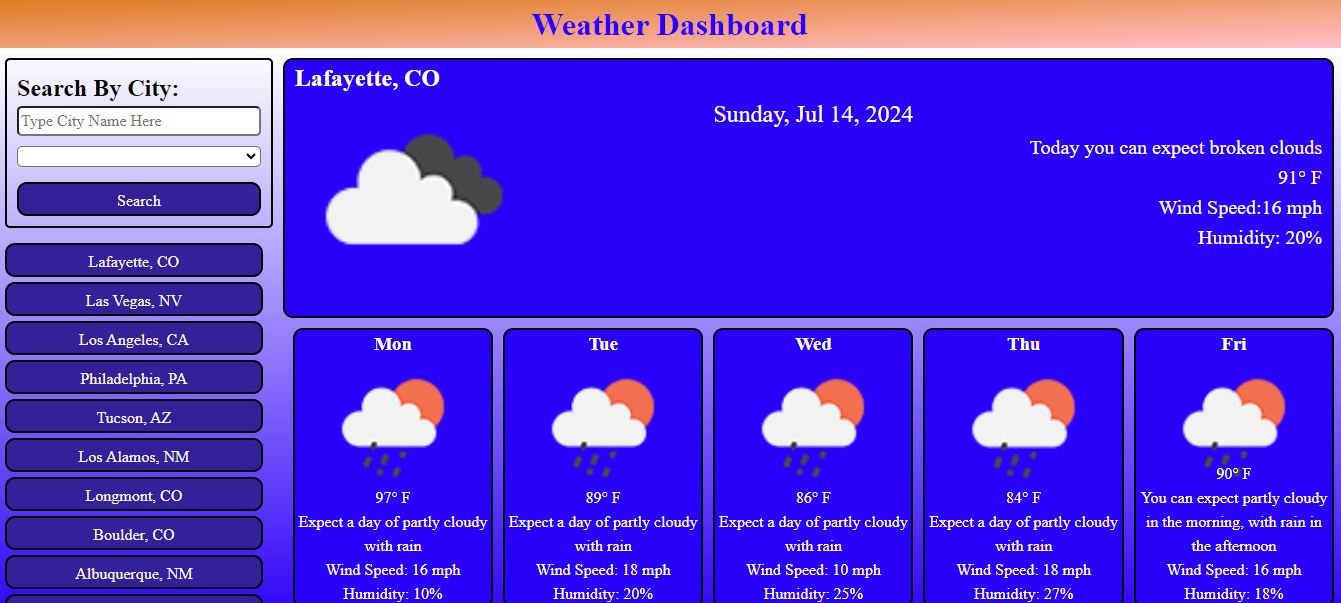 Weather Dashboard
Search By City:
Type City Name Here
Search
Lafayette, CO
Las Vegas, NV
Los Angeles, CA
Philadelphia, PA
Tucson, AZ
Los Alamos, NM
Longmont, CO
Boulder, CO
Albuquerque, NM
Lafayette, CO
Sunday, Jul 14, 2024
Today you can expect broken clouds
91° F
Wind Speed:16 mph
Humidity: 20%
Mon
97° F
Expect a day of partly cloudy
with rain
Wind Speed: 16 mph
Humidity: 10%
Tue
89° F
Expect a day of partly cloudy
with rain
Wind Speed: 18 mph
Humidity: 20%
Wed
86° F
Expect a day of partly cloudy
with rain
Wind Speed: 10 mph
Humidity: 25%
Thu
84° F
Expect a day of partly cloudy
with rain
Wind Speed: 18 mph
Humidity: 27%
Fri
90° F
You can expect partly cloudy
in the morning, with rain in
the afternoon
Wind Speed: 16 mph
Humidity: 18%